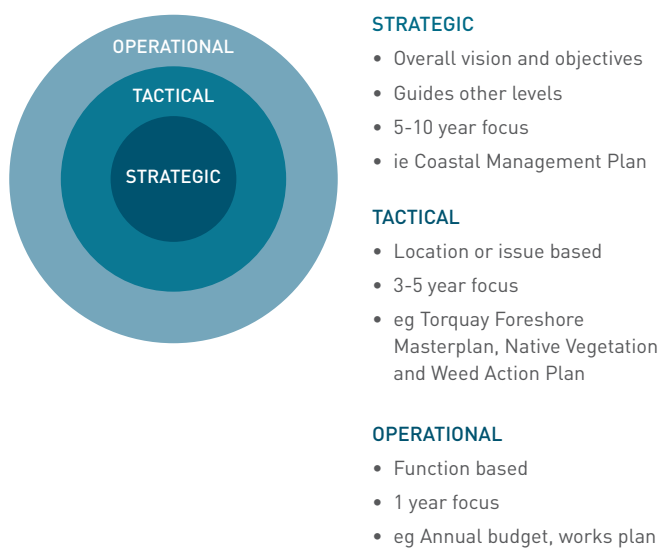 OPERATIONAL
TACTICAL
STRATEGIC
STRATEGIC
• Overall vision and objectives
• Guides other levels
• 5-10 year focus
• ie Coastal Management Plan
TACTICAL
• Location or issue based
• 3-5 year focus
• eg Torquay Foreshore
Masterplan, Native Vegetation
and Weed Action Plan
OPERATIONAL
• Function based
• 1 year focus
• eg Annual budget, works plan